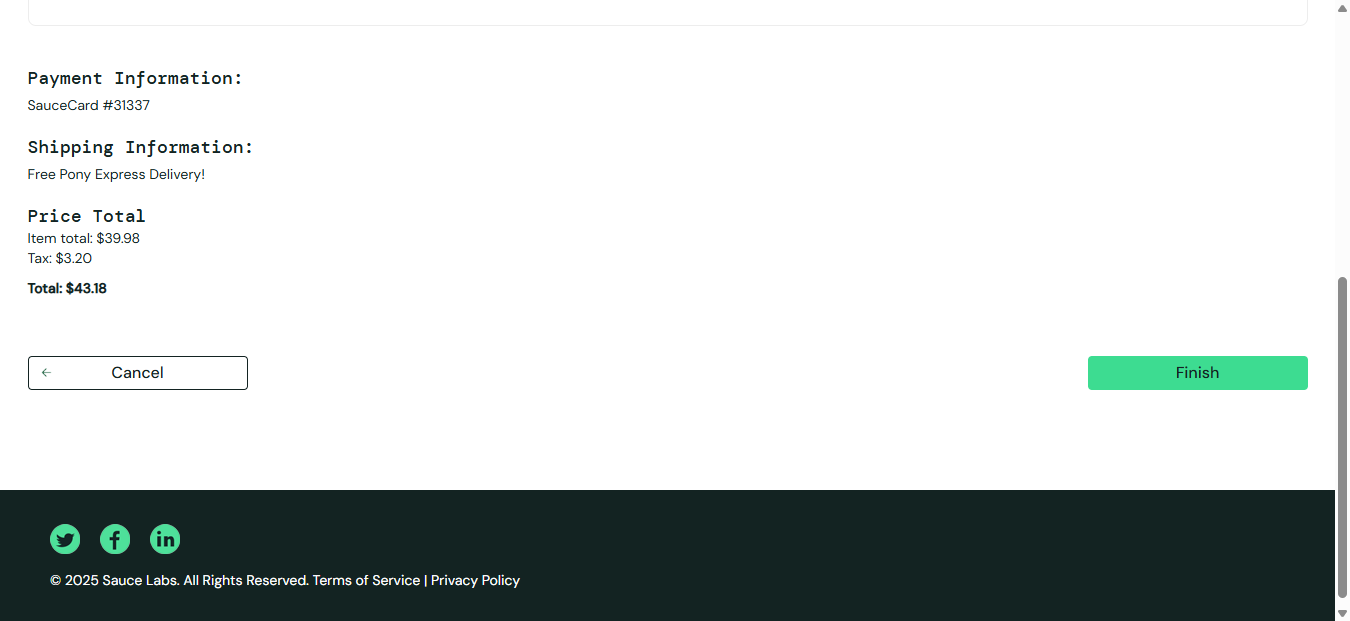 Payment Information:
SauceCard #31337
Shipping Information:
Free Pony Express Delivery!
Price Total
Item total: $39.98
Tax: $3.20
Total: $43.18
Cancel
Finish
© 2025 Sauce Labs. All Rights Reserved. Terms of Service | Privacy Policy